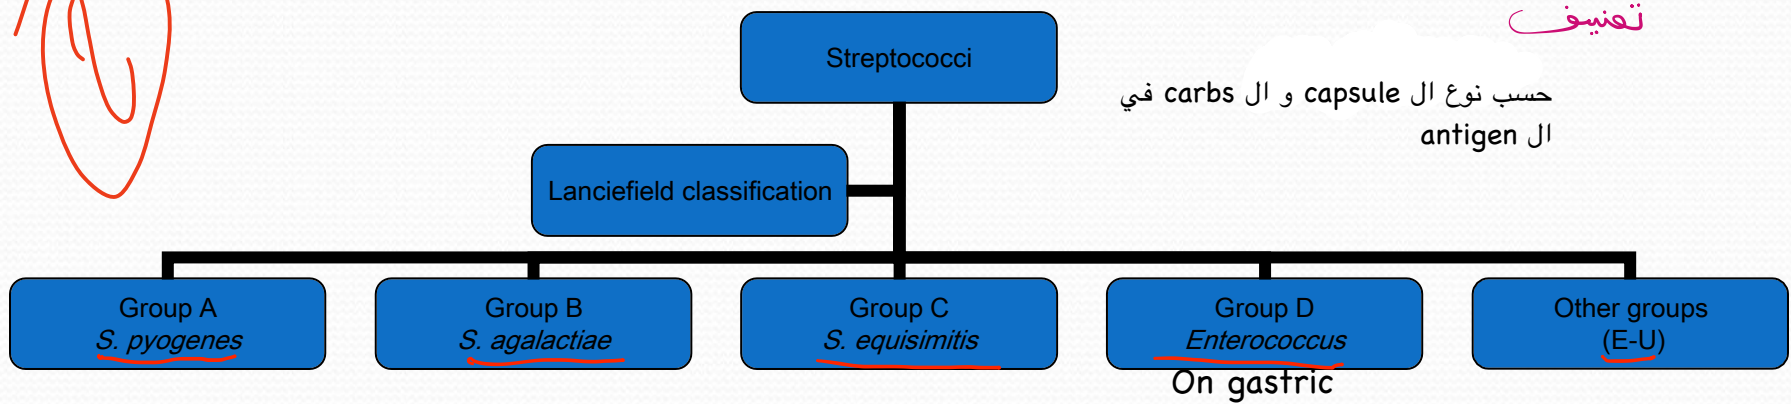 تصنيف
Streptococci
حسب نوع ال capsule و ال carbs في
ال antigen
Lanciefield classification
Group A
S. pyogenes
Group B
S. agalactiae
Group C
S. equisimitis
Group D
Enterococcus
Other groups
(E-U)
On gastric